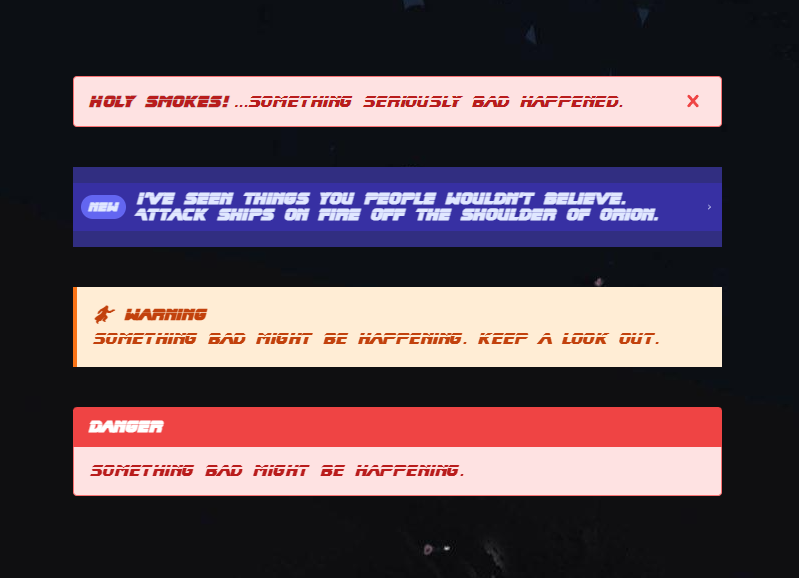 HOLY SMOKES! ...SOMETHING SERIOUSLY BAD HAPPENED.
NEW
I'VE SEEN THINGS YOU PEOPLE WOULDN'T BELIEVE.
ATTACK SHIPS ON FIRE OFF THE SHOULDER OF ORION.
WARNING
SOMETHING BAD MIGHT BE HAPPENING. KEEP A LOOK OUT.
DANGER
SOMETHING BAD MIGHT BE HAPPENING.